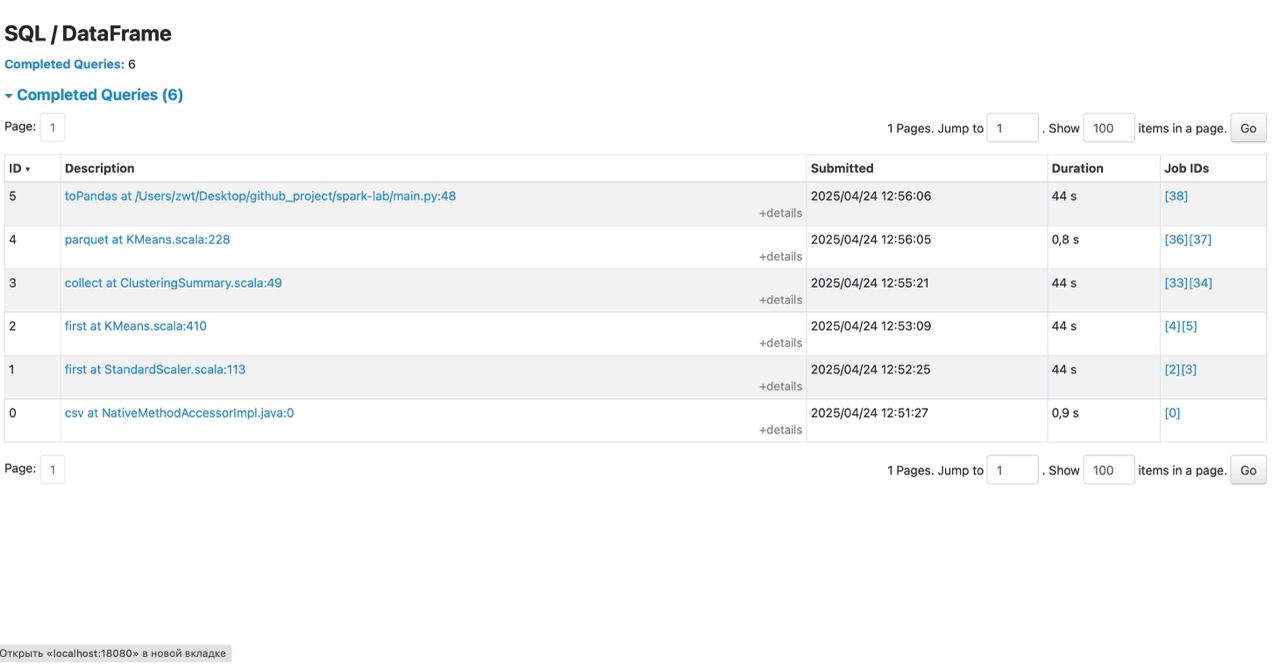 SQL / DataFrame
Completed Queries: 6
Completed Queries (6)
Page: 1 1 Pages. Jump to 1 . Show 100 items in a page. Go
ID Description Submitted Duration Job IDs
5 toPandas at /Users/zwt/Desktop/github_project/spark-lab/main.py:48 2025/04/24 12:56:06 44 s [38]
+details
4 parquet at KMeans.scala:228 2025/04/24 12:56:05 0,8 s [36][37]
+details
3 collect at ClusteringSummary.scala:49 2025/04/24 12:55:21 44 s [33][34]
+details
2 first at KMeans.scala:410 2025/04/24 12:53:09 44 s [4][5]
+details
1 first at StandardScaler.scala:113 2025/04/24 12:52:25 44 s [2][3]
+details
0 csv at NativeMethodAccessorImpl.java:0 2025/04/24 12:51:27 0,9 s [0]
+details
Page: 1 1 Pages. Jump to 1 . Show 100 items in a page. Go
Открыть «localhost:18080» в новой вкладке